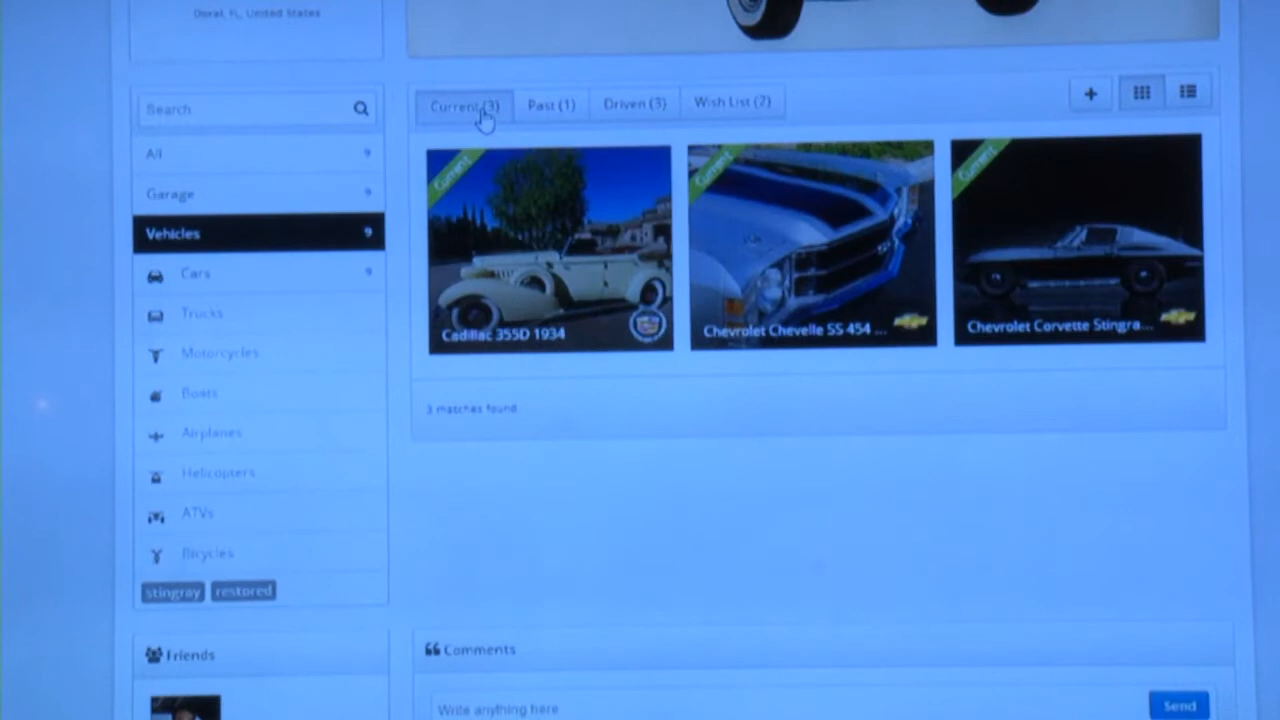 Doral, FL, United States
Search
All 9
Garage 9
Vehicles 9
Cars 9
Trucks
Motorcycles
Boats
Airplanes
Helicopters
ATVs
Bicycles
stingray restored
Friends
Current (3) Past (1) Driven (3) Wish List (2)
Current
Cadillac 355D 1934
Current
Chevrolet Chevelle SS 454 ...
Current
Chevrolet Corvette Stingra...
3 matches found
Comments
Write anything here
Send